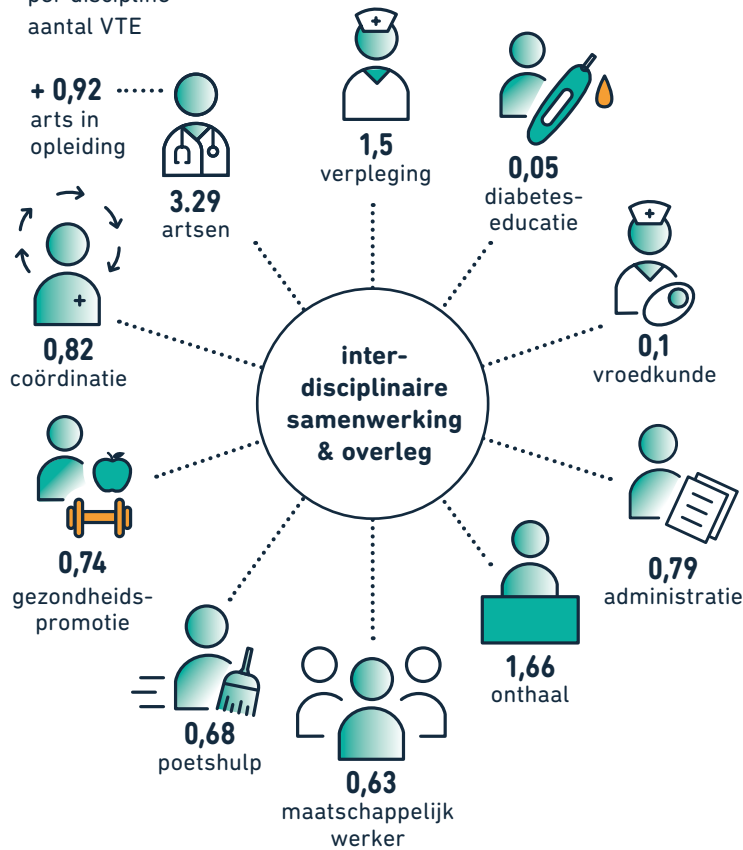 per discipline
aantal VTE
+ 0,92
arts in
opleiding
3.29
artsen
1,5
verpleging
0,05
diabetes-
educatie
0,1
vroedkunde
0,82
coördinatie
inter-
disciplinaire
samenwerking
& overleg
0,74
gezondheids-
promotie
0,79
administratie
1,66
onthaal
0,68
poetshulp
0,63
maatschappelijk
werker